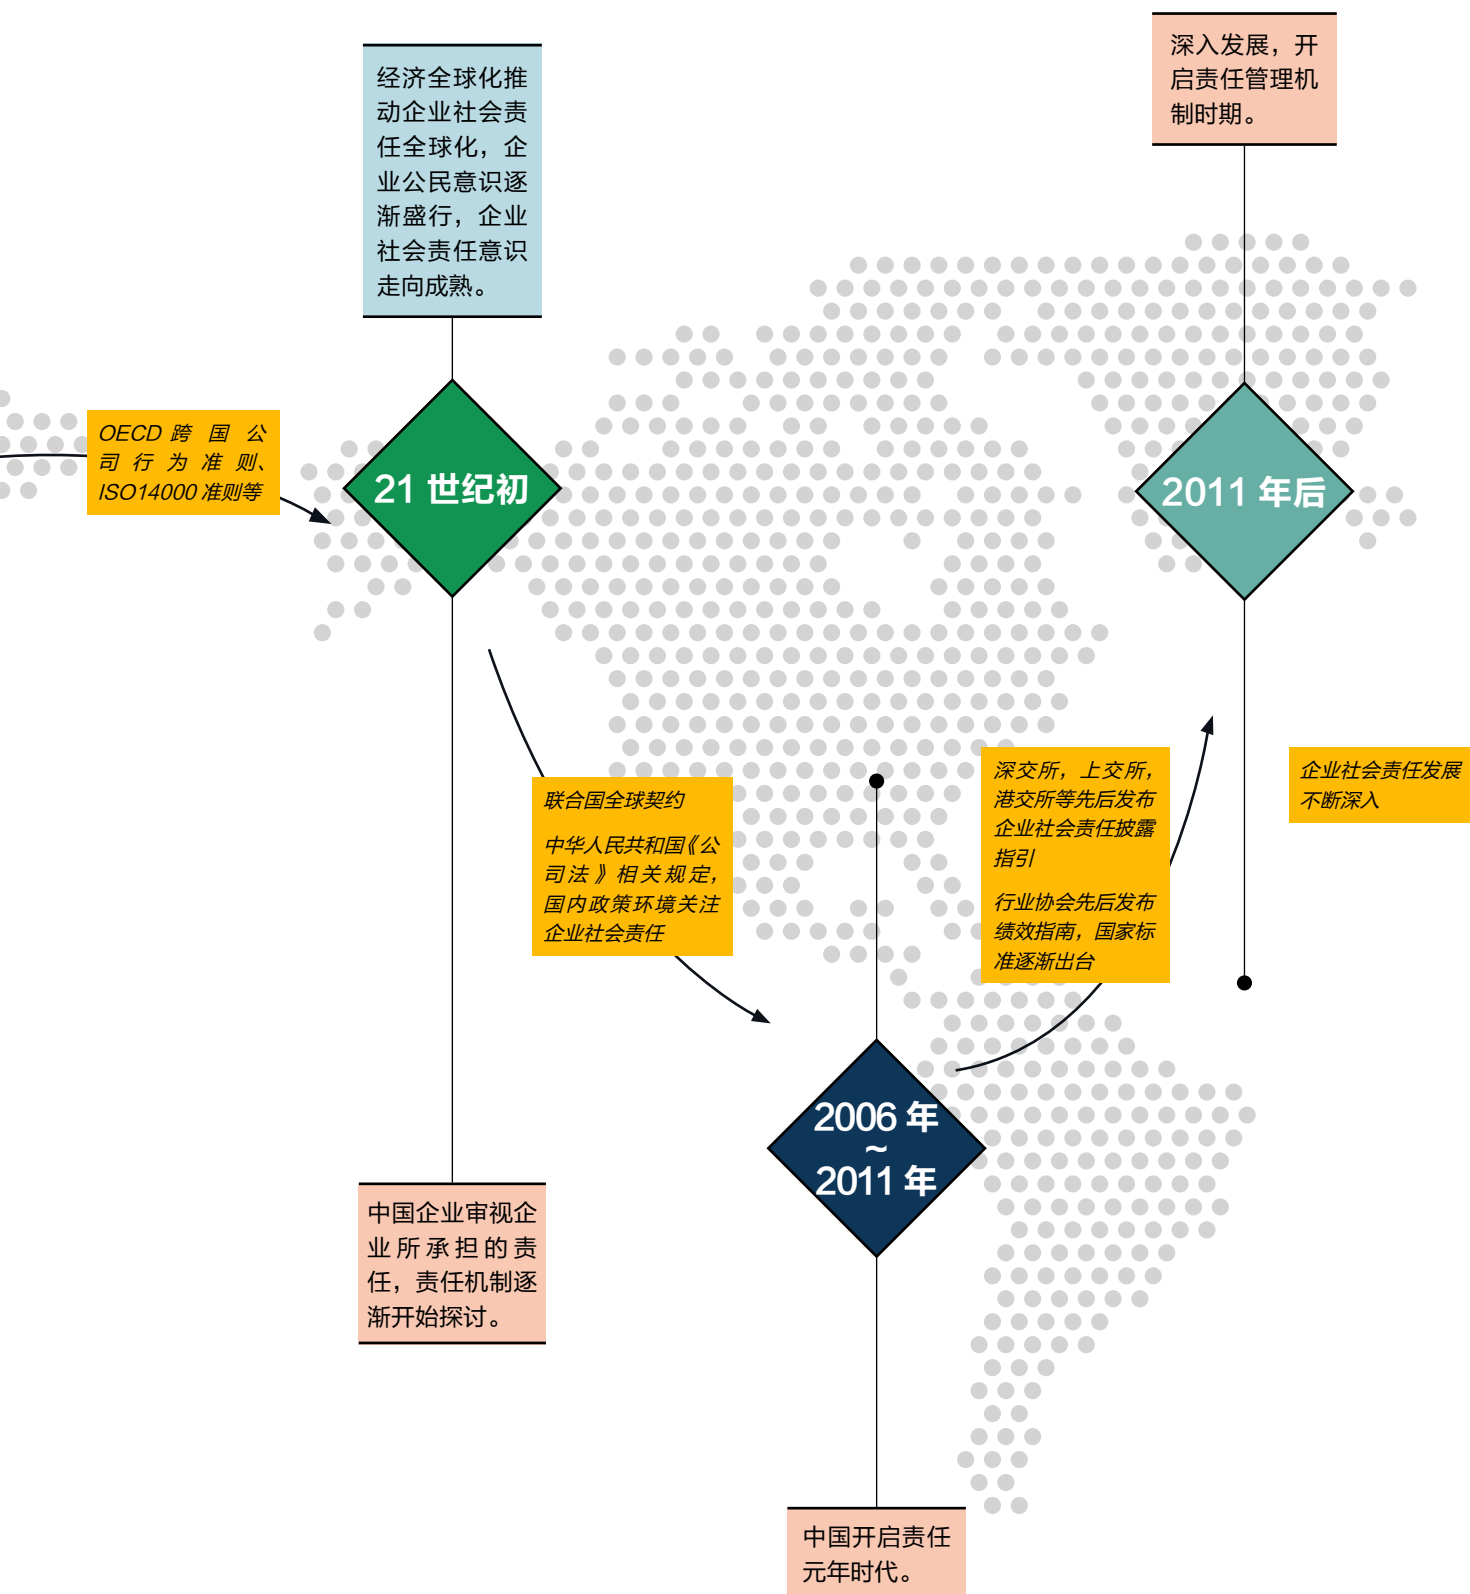 经济全球化推
动企业社会责
任全球化，企
业公民意识逐
渐盛行，企业
社会责任意识
走向成熟。
OECD 跨国公
司行为准则、
ISO14000 准则等
21 世纪初
中国企业审视企
业所承担的责
任，责任机制逐
渐开始探讨。
联合国全球契约
中华人民共和国《公
司法》相关规定，
国内政策环境关注
企业社会责任
2006 年
~
2011 年
中国开启责任
元年时代。
深交所，上交所，
港交所等先后发布
企业社会责任披露
指引
行业协会先后发布
绩效指南，国家标
准逐渐出台
深入发展，开
启责任管理机
制时期。
2011 年后
企业社会责任发展
不断深入